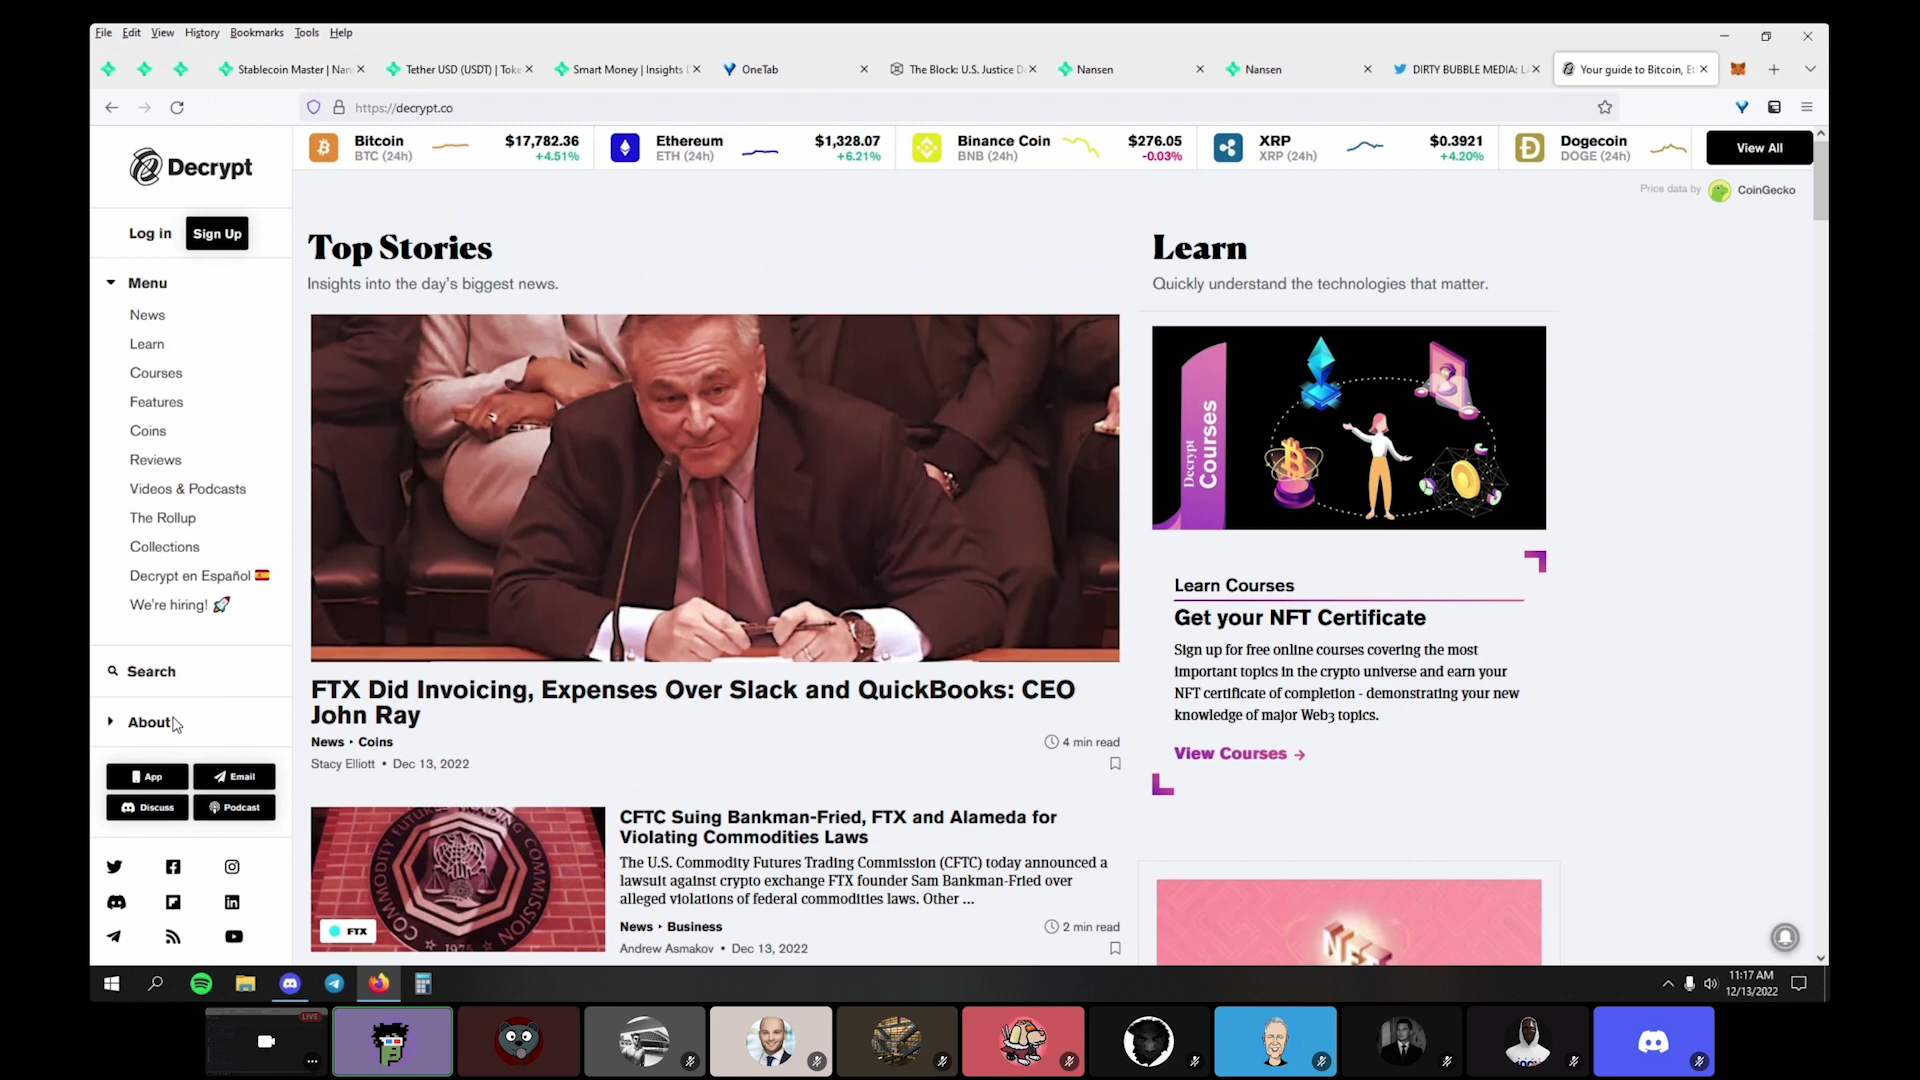 File Edit View History Bookmarks Tools Help
Stablecoin Master | Nan
Tether USD (USDT) | Toke
Smart Money | Insights
OneTab
The Block: U.S. Justice D
Nansen
Nansen
DIRTY BUBBLE MEDIA:
Your guide to Bitcoin, Et
https://decrypt.co
Decrypt
Bitcoin $17,782.36
BTC (24h) +4.51%
Ethereum $1,328.07
ETH (24h) +6.21%
Binance Coin $276.05
BNB (24h) -0.03%
XRP $0.3921
XRP (24h) +4.20%
Dogecoin
DOGE (24h)
View All
Price data by CoinGecko
Log in Sign Up
Menu
News
Learn
Courses
Features
Coins
Reviews
Videos & Podcasts
The Rollup
Collections
Decrypt en Español
We're hiring!
Search
About
App Email
Discuss Podcast
Top Stories
Insights into the day's biggest news.
FTX Did Invoicing, Expenses Over Slack and QuickBooks: CEO
John Ray
News • Coins 4 min read
Stacy Elliott • Dec 13, 2022
COMMODITY FUTURES TRADING COMMISSION
1975
FTX
CFTC Suing Bankman-Fried, FTX and Alameda for
Violating Commodities Laws
The U.S. Commodity Futures Trading Commission (CFTC) today announced a
lawsuit against crypto exchange FTX founder Sam Bankman-Fried over
alleged violations of federal commodities laws. Other ...
News • Business 2 min read
Andrew Asmakov • Dec 13, 2022
Learn
Quickly understand the technologies that matter.
Decrypt
Courses
Learn Courses
Get your NFT Certificate
Sign up for free online courses covering the most
important topics in the crypto universe and earn your
NFT certificate of completion - demonstrating your new
knowledge of major Web3 topics.
View Courses →
NFT
11:17 AM
12/13/2022
LIVE